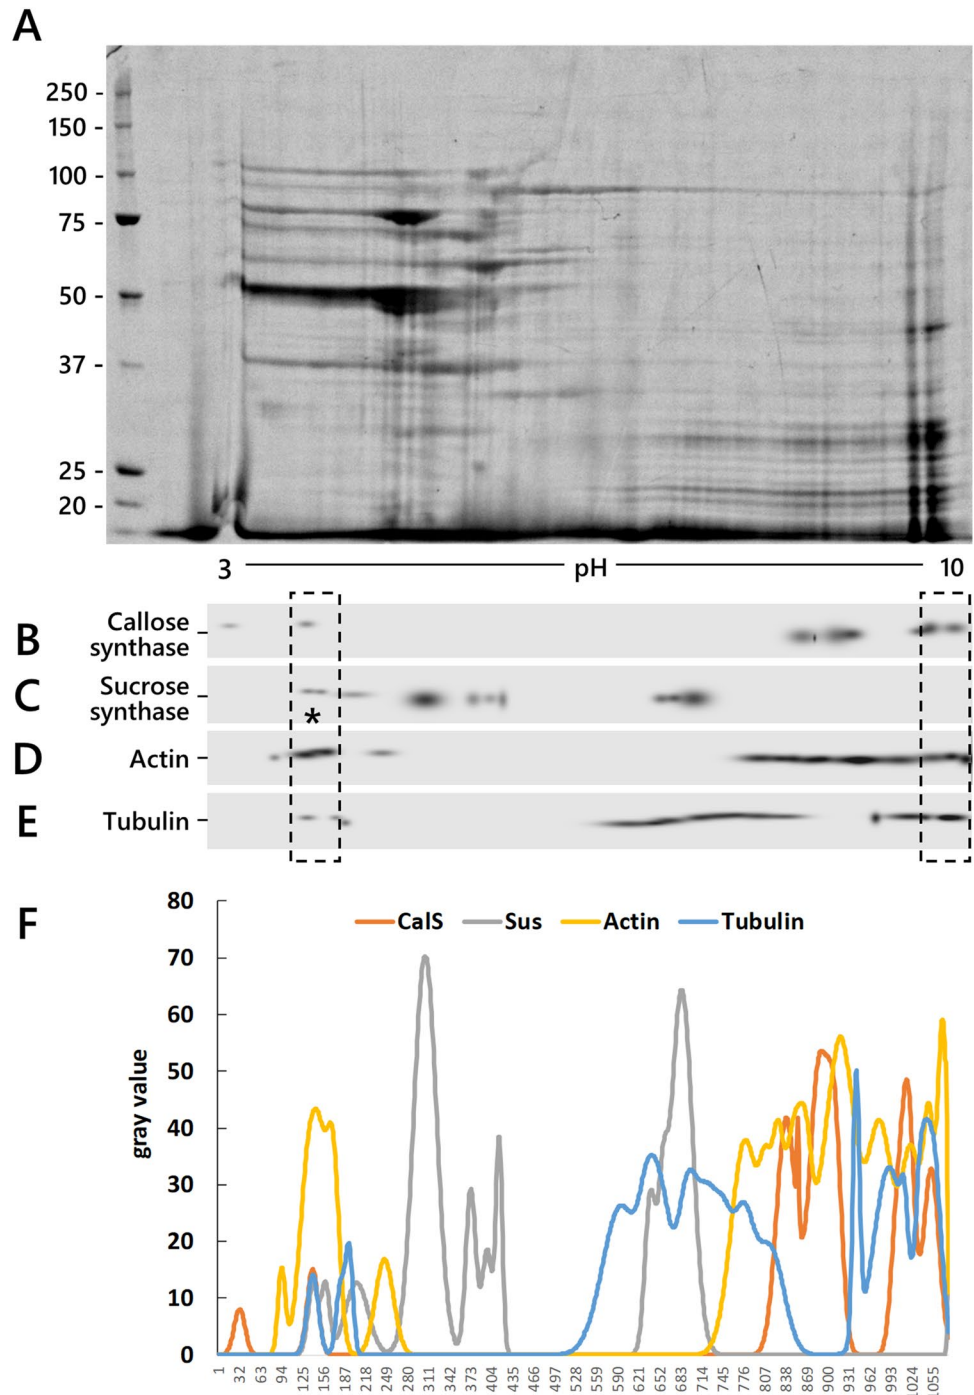 A
250 -
150 -
100 -
75 -
50 -
37 -
25 -
20 -
3 pH 10
B Callose
synthase
C Sucrose
synthase
*
D Actin
E Tubulin
F
CalS Sus Actin Tubulin
gray value
80
70
60
50
40
30
20
10
0
1 32 63 94 125 156 187 218 249 280 311 342 373 404 435 466 497 528 559 590 621 652 683 714 745 776 807 838 869 900 931 962 993 1024 1055